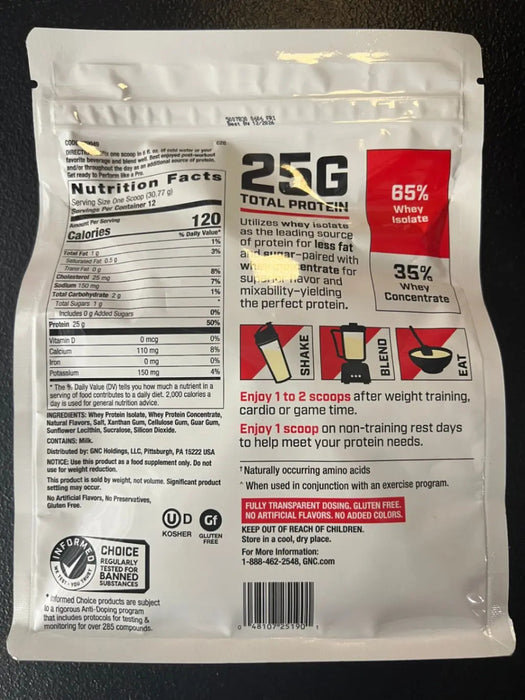 Best By 12/2026
CODE
DIRECTIONS: Mix one scoop in 6 fl. oz. of cold water or your
favorite beverage and blend well. Best enjoyed post-workout
and/or throughout the day as an additional source of protein.
Get ready to Perform like a Pro.
Nutrition Facts
Serving Size One Scoop (30.77 g)
Servings Per Container 12
Amount Per Serving
Calories 120
% Daily Value*
Total Fat 1 g 1%
Saturated Fat 0.5 g 3%
Trans Fat 0 g
Cholesterol 25 mg 8%
Sodium 150 mg 7%
Total Carbohydrate 2 g 1%
Total Sugars 1 g
Includes 0 g Added Sugars 0%
Protein 25 g 50%
Vitamin D 0 mcg 0%
Calcium 110 mg 8%
Iron 0 mg 0%
Potassium 150 mg 4%
* The % Daily Value (DV) tells you how much a nutrient in a
serving of food contributes to a daily diet. 2,000 calories a
day is used for general nutrition advice.
INGREDIENTS: Whey Protein Isolate, Whey Protein Concentrate,
Natural Flavors, Salt, Xanthan Gum, Cellulose Gum, Guar Gum,
Sunflower Lecithin, Sucralose, Silicon Dioxide.
CONTAINS: Milk.
Distributed by: GNC Holdings, LLC, Pittsburgh, PA 15222 USA
NOTICE: Use this product as a food supplement only. Do not
use for weight reduction.
This product is sold by weight, not volume. Significant product
settling may occur.
No Artificial Flavors, No Preservatives,
Gluten Free.
U D
KOSHER
Gf
GLUTEN
FREE
INFORMED
WE TEST · YOU TRUST
CHOICE
REGULARLY
TESTED FOR
BANNED
SUBSTANCES
* Informed Choice products are subject
to a rigorous Anti-Doping program
that includes protocols for testing &
monitoring for over 285 compounds.
25G
TOTAL PROTEIN
Utilizes whey isolate
as the leading source
of protein for less fat
and sugar-paired with
whey concentrate for
superior flavor and
mixability-yielding
the perfect protein.
65%
Whey
Isolate
35%
Whey
Concentrate
SHAKE
BLEND
EAT
Enjoy 1 to 2 scoops after weight training,
cardio or game time.
Enjoy 1 scoop on non-training rest days
to help meet your protein needs.
† Naturally occurring amino acids
^ When used in conjunction with an exercise program.
FULLY TRANSPARENT DOSING. GLUTEN FREE.
NO ARTIFICIAL FLAVORS. NO ADDED COLORS.
KEEP OUT OF REACH OF CHILDREN.
Store in a cool, dry place.
For More Information:
1-888-462-2548, GNC.com
0 48107 25190 1